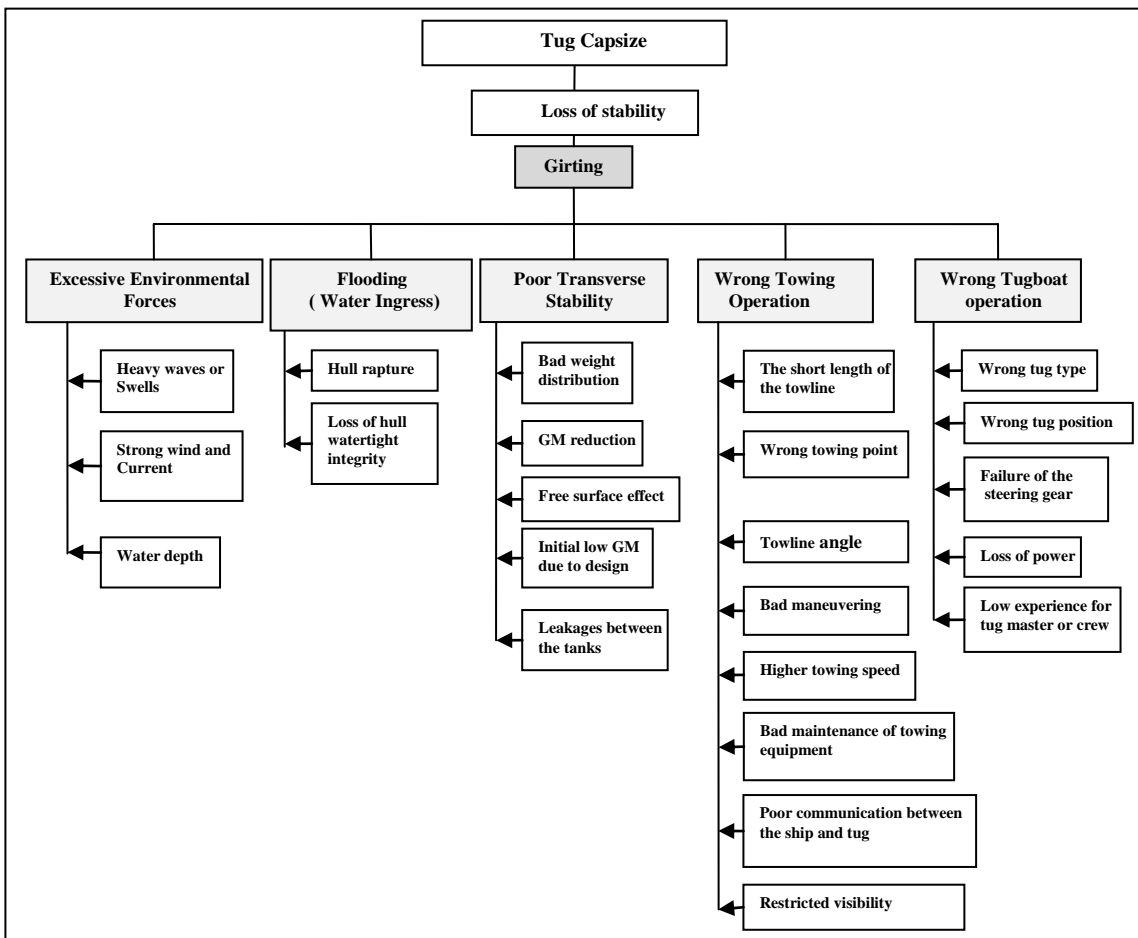 Tug Capsize
Loss of stability
Girting
Excessive Environmental
Forces
Heavy waves or
Swells
Strong wind and
Current
Water depth
Flooding
( Water Ingress)
Hull rapture
Loss of hull
watertight
integrity
Poor Transverse
Stability
Bad weight
distribution
GM reduction
Free surface effect
Initial low GM
due to design
Leakages between
the tanks
Wrong Towing
Operation
The short length of
the towline
Wrong towing point
Towline angle
Bad maneuvering
Higher towing speed
Bad maintenance of towing
equipment
Poor communication between
the ship and tug
Restricted visibility
Wrong Tugboat
operation
Wrong tug type
Wrong tug position
Failure of the
steering gear
Loss of power
Low experience for
tug master or crew